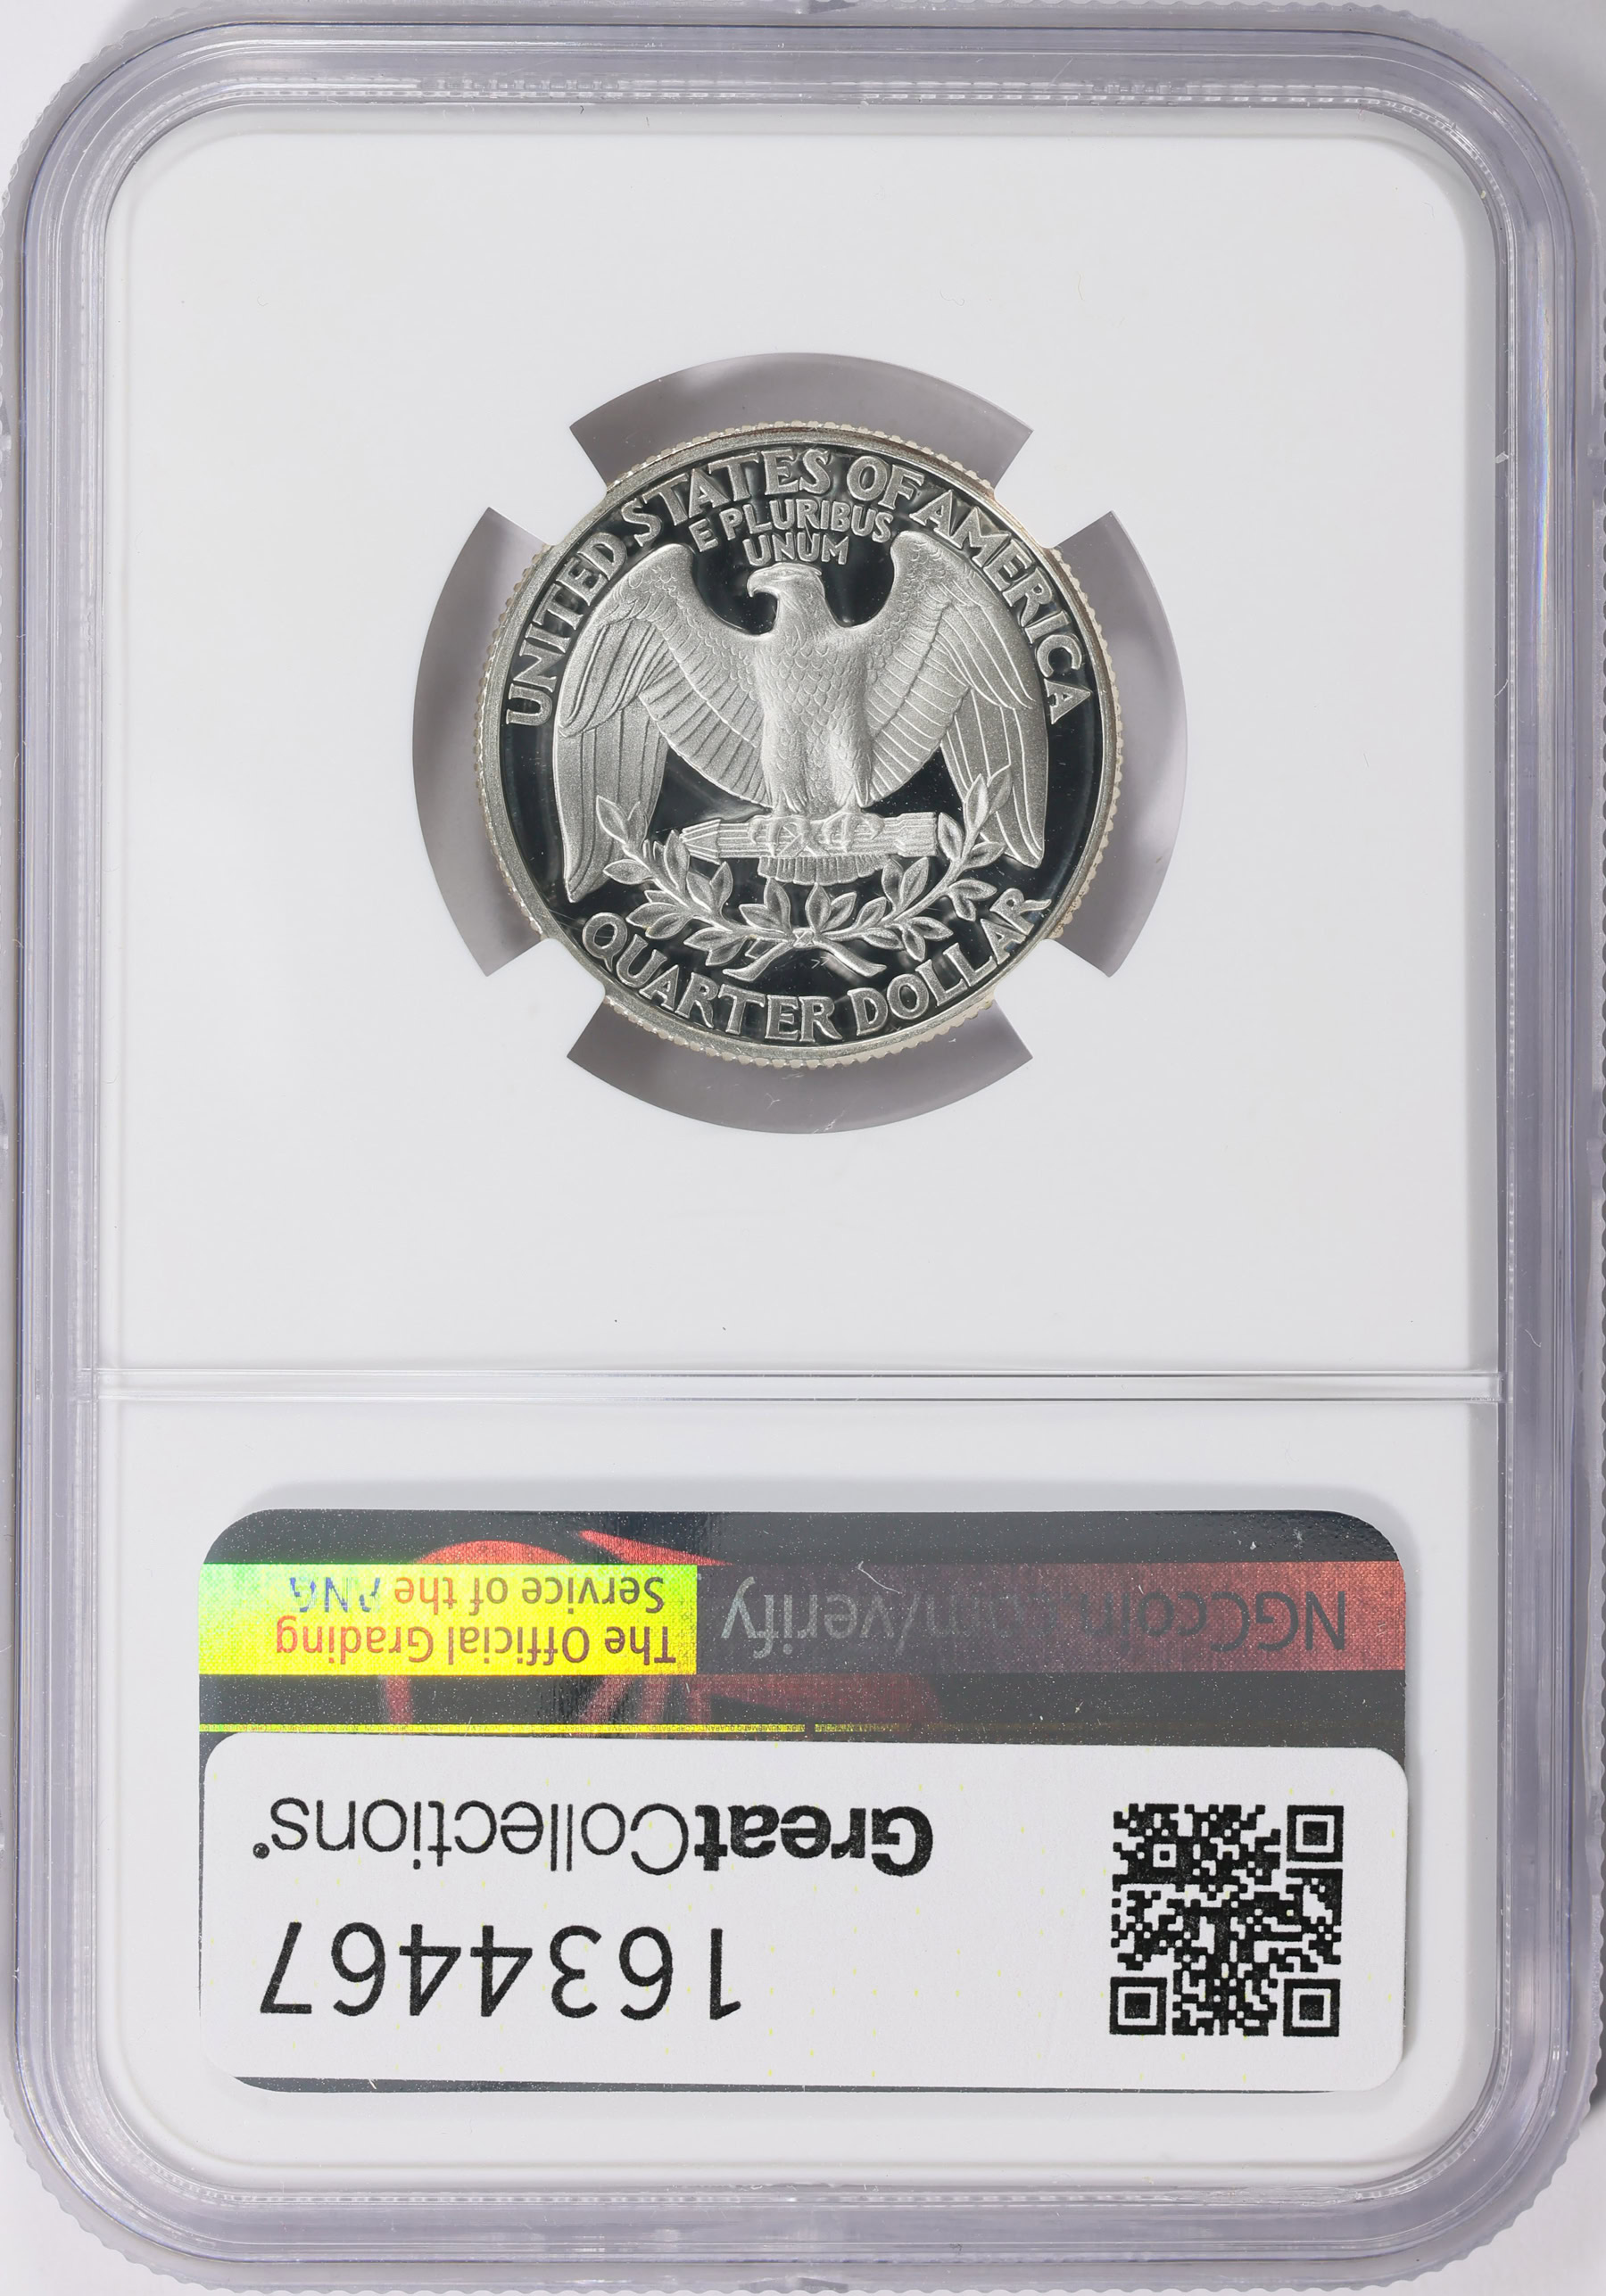 UNITED STATES OF AMERICA
E PLURIBUS
UNUM
QUARTER DOLLAR
NGCcoin.com/verify
The Official Grading
Service of the ANA
GreatCollections®
1634467